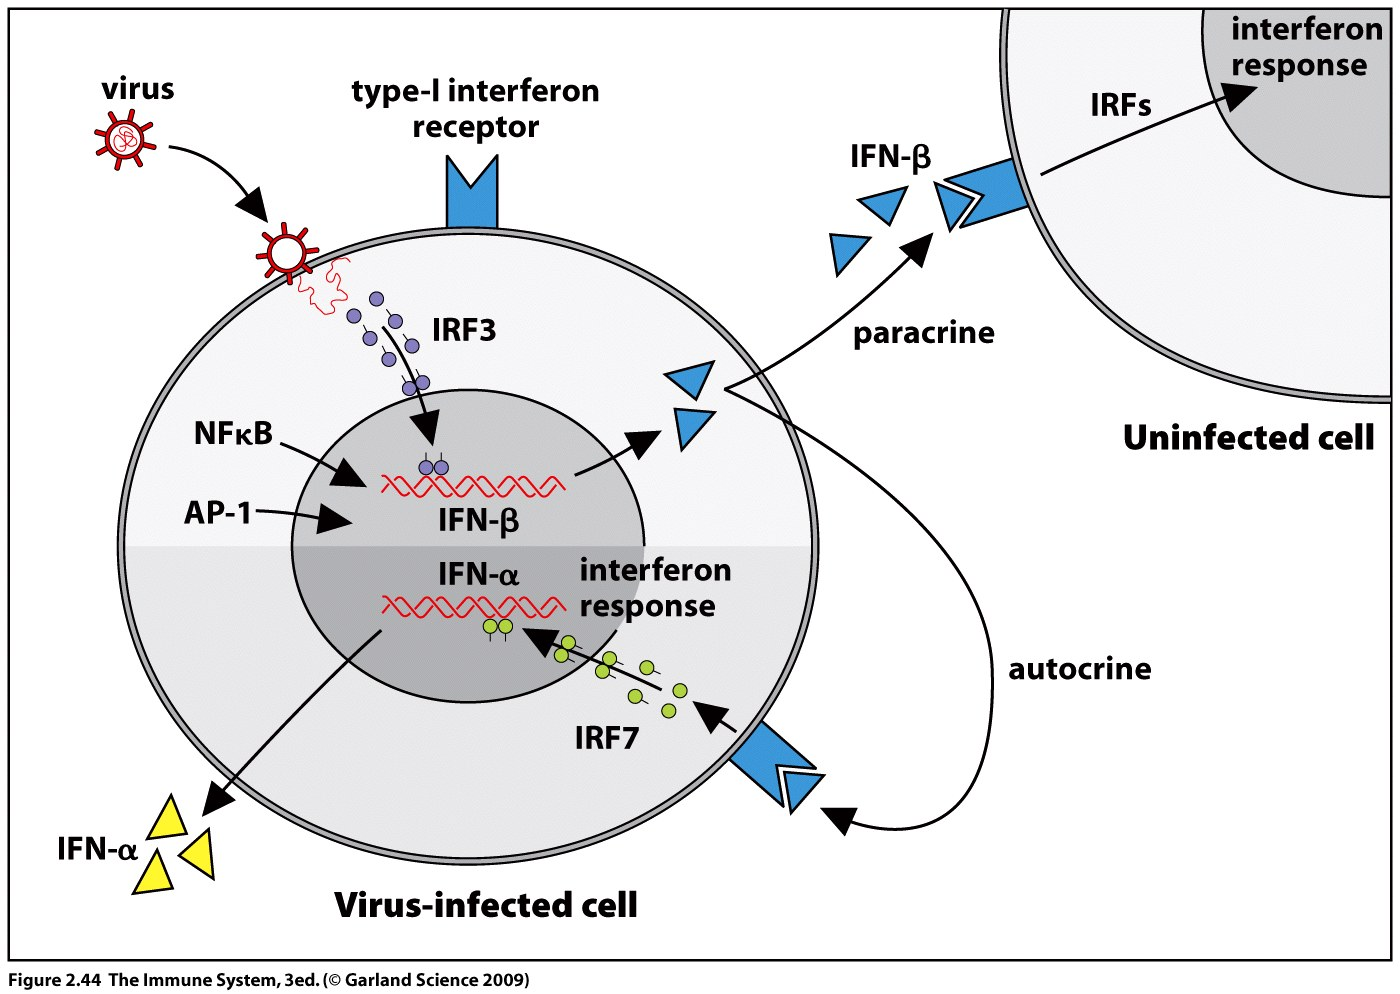 virus
type-I interferon
receptor
interferon
response
IRFs
IFN-β
IRF3
paracrine
NFκB
Uninfected cell
AP-1
IFN-β
IFN-α
interferon
response
autocrine
IRF7
IFN-α
Virus-infected cell
Figure 2.44 The Immune System, 3ed. (© Garland Science 2009)